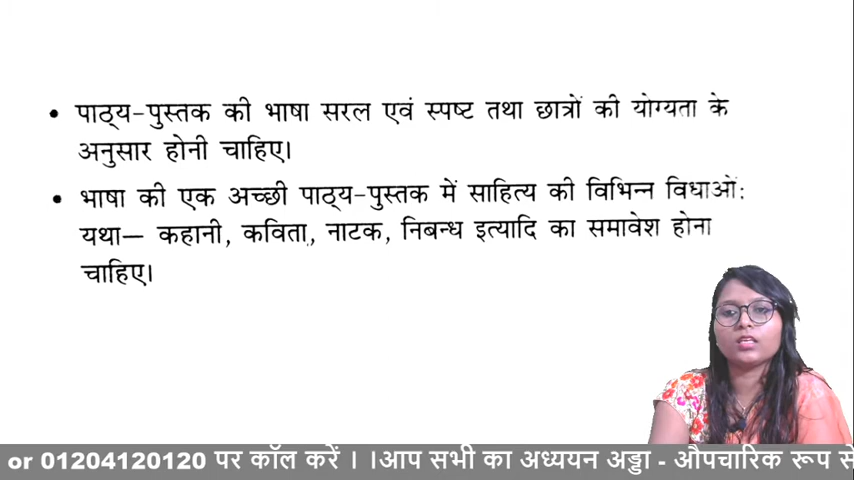 • पाठ्य-पुस्तक की भाषा सरल एवं स्पष्ट तथा छात्रों की योग्यता के
अनुसार होनी चाहिए।
• भाषा की एक अच्छी पाठ्य-पुस्तक में साहित्य की विभिन्न विधाओं:
यथा— कहानी, कविता, नाटक, निबन्ध इत्यादि का समावेश होना
चाहिए।
or 01204120120 पर कॉल करें । ।आप सभी का अध्ययन अड्डा - औपचारिक रूप से